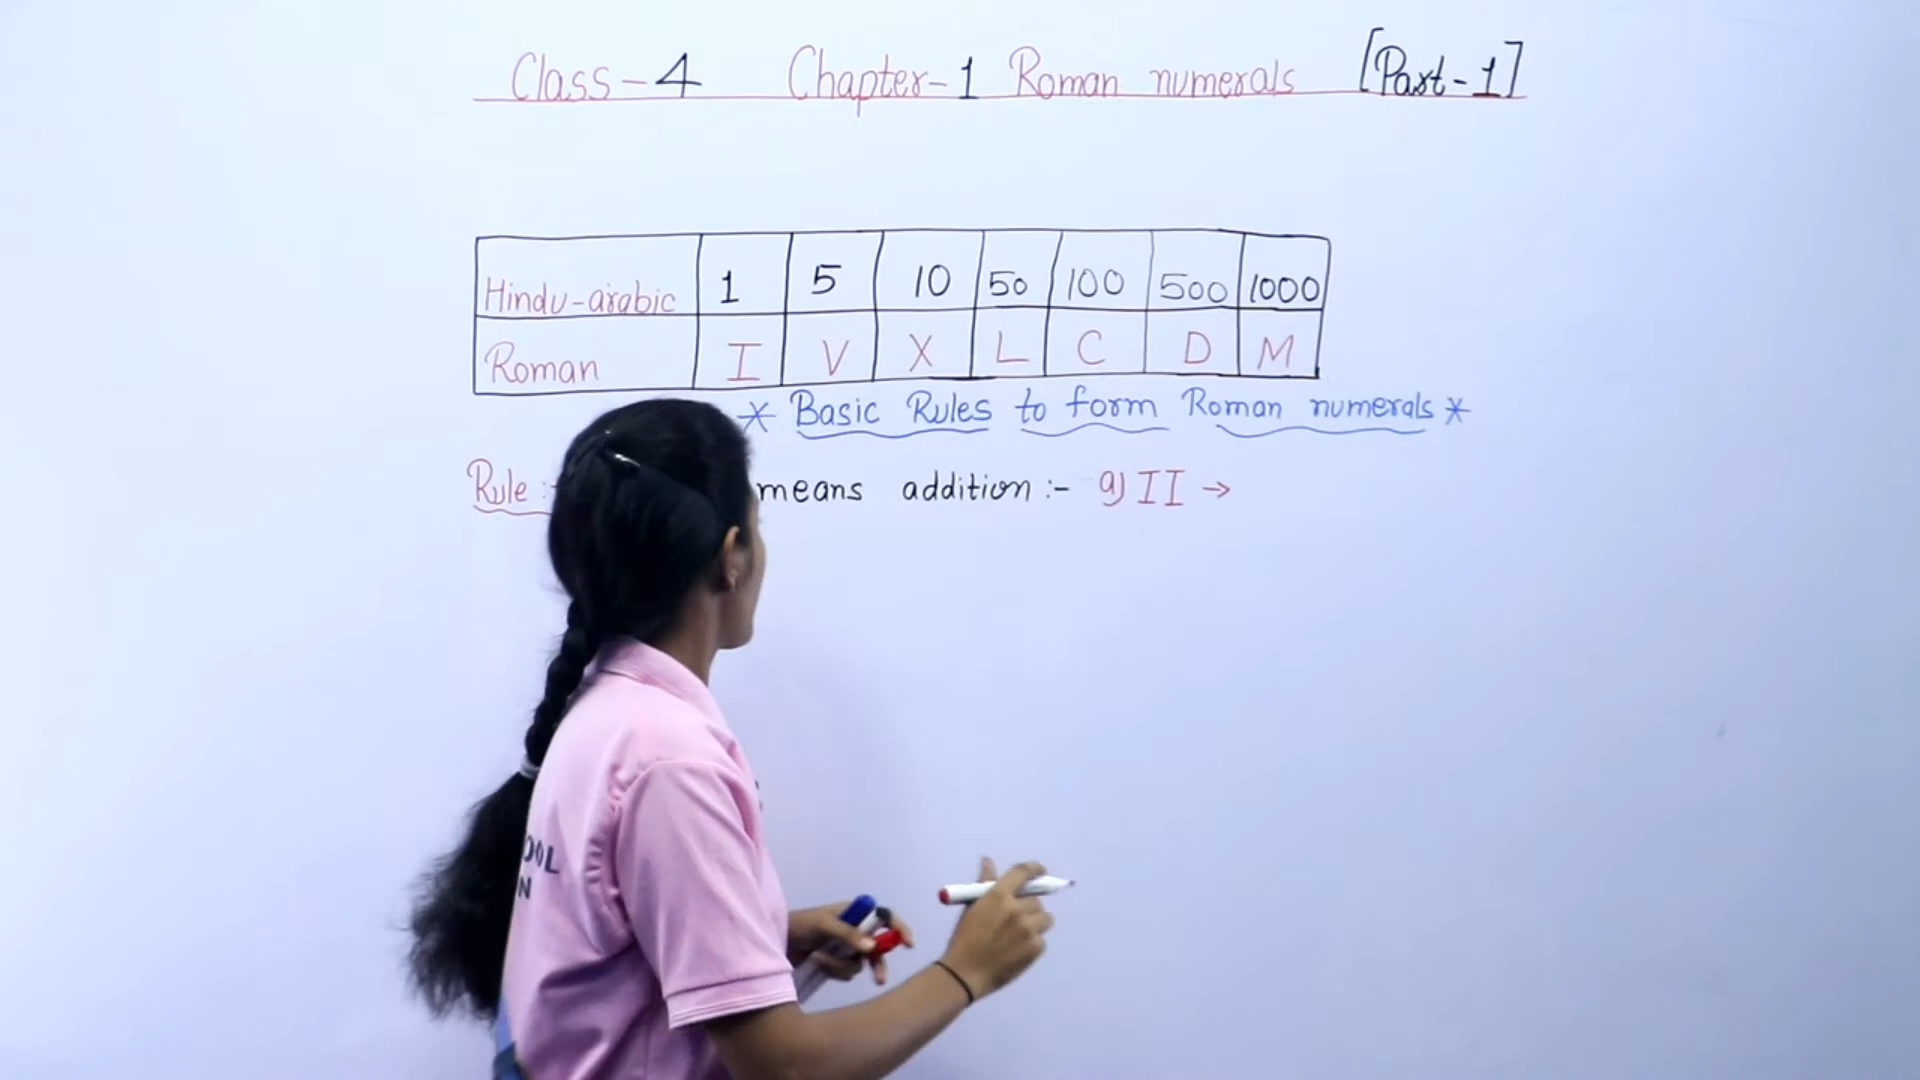 Class-4 Chapter-1 Roman numerals [Part-1]
Hindu-arabic 1 5 10 50 100 500 1000
Roman I V X L C D M
* Basic Rules to form Roman numerals *
Rule :- means addition :- a) II →
OOL
N